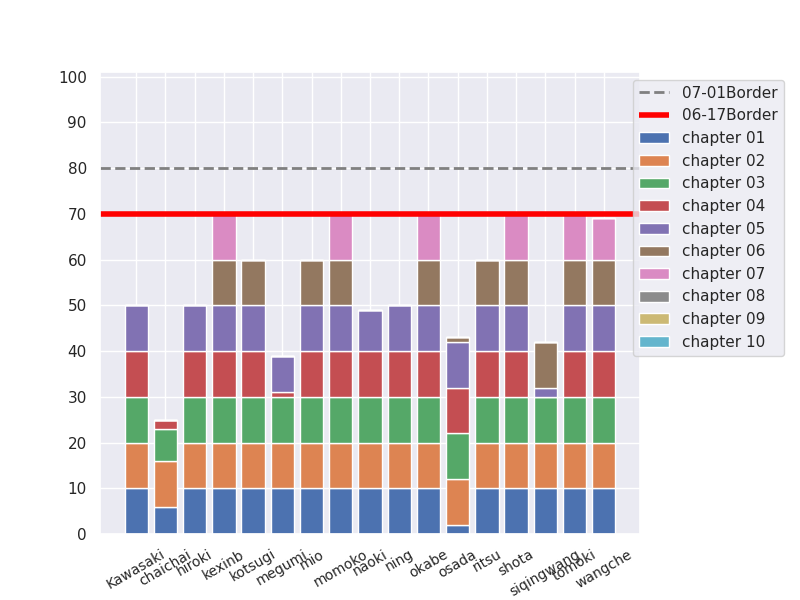 100
90
80
70
60
50
40
30
20
10
0
Kawasaki
chaichai
hiroki
kexinb
kotsugi
megumi
mio
momoko
naoki
ning
okabe
osada
ritsu
shota
siqingwang
tomoki
wangche
07-01Border
06-17Border
chapter 01
chapter 02
chapter 03
chapter 04
chapter 05
chapter 06
chapter 07
chapter 08
chapter 09
chapter 10